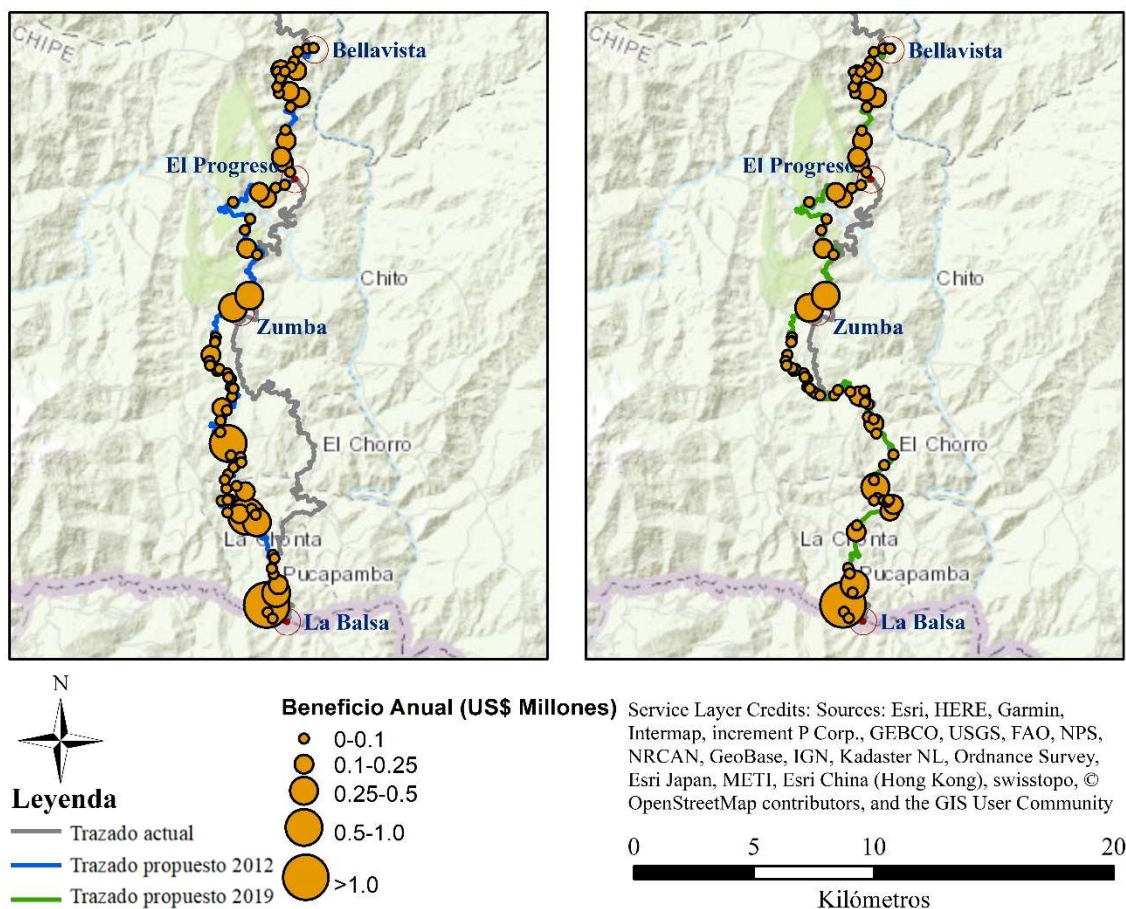 CHIPE
Bellavista
El Progreso
Chito
Zumba
El Chorro
La Chonta
Pucapamba
La Balsa
CHIPE
Bellavista
El Progreso
Chito
Zumba
El Chorro
La Chonta
Pucapamba
La Balsa
N
Leyenda
Trazado actual
Trazado propuesto 2012
Trazado propuesto 2019
Beneficio Anual (US$ Millones)
0-0.1
0.1-0.25
0.25-0.5
0.5-1.0
>1.0
Service Layer Credits: Sources: Esri, HERE, Garmin,
Intermap, increment P Corp., GEBCO, USGS, FAO, NPS,
NRCAN, GeoBase, IGN, Kadaster NL, Ordnance Survey,
Esri Japan, METI, Esri China (Hong Kong), swisstopo, ©
OpenStreetMap contributors, and the GIS User Community
0 5 10 20
Kilómetros